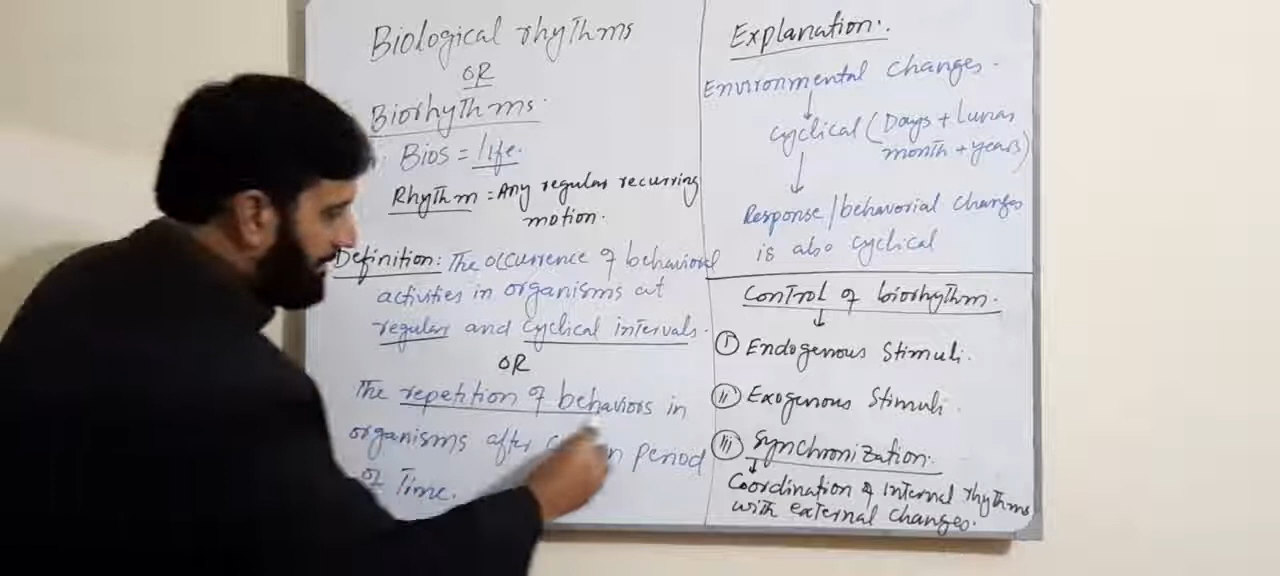 Biological rhythms
OR
Biorhythms.
Bios = life.
Rhythm = Any regular recurring
motion.
Definition: The occurrence of behavioral
activities in organisms at
regular and cyclical intervals.
OR
The repetition of behaviors in
organisms after period
of Time.
Explanation.
Environmental Changes.
Cyclical (Days + Lunar
month + years)
Response/behavorial changes
is also cyclical
Control of biorhythm.
(I) Endogenous Stimuli.
(II) Exogenous Stimuli.
(III) Synchronization.
Coordination of internal rhythms
with external changes.